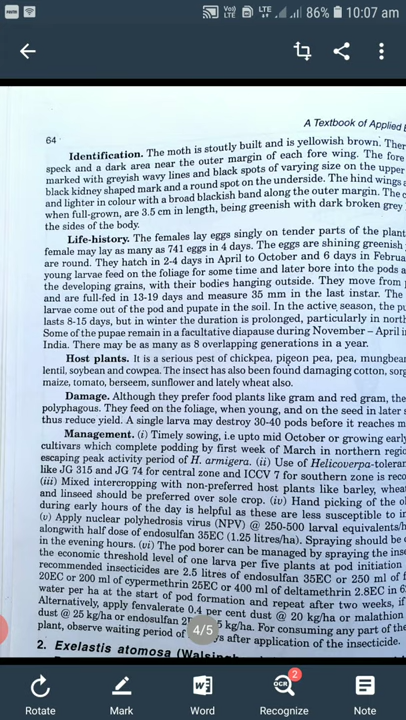 86% 10:07 am
64
A Textbook of Applied
Identification. The moth is stoutly built and is yellowish brown. Ther
speck and a dark area near the outer margin of each fore wing. The fore
marked with greyish wavy lines and black spots of varying size on the upper
black kidney shaped mark and a round spot on the underside. The hind wings
and lighter in colour with a broad blackish band along the outer margin. The
when full-grown, are 3.5 cm in length, being greenish with dark broken grey
the sides of the body.
Life-history. The females lay eggs singly on tender parts of the plant
female may lay as many as 741 eggs in 4 days. The eggs are shining greenish
are round. They hatch in 2-4 days in April to October and 6 days in Februa
young larvae feed on the foliage for some time and later bore into the pods a
the developing grains, with their bodies hanging outside. They move from
and are full-fed in 13-19 days and measure 35 mm in the last instar. The
larvae come out of the pod and pupate in the soil. In the active season, the pu
lasts 8-15 days, but in winter the duration is prolonged, particularly in north
Some of the pupae remain in a facultative diapause during November – April i
India. There may be as many as 8 overlapping generations in a year.
Host plants. It is a serious pest of chickpea, pigeon pea, pea, mungbean
lentil, soybean and cowpea. The insect has also been found damaging cotton, sorg
maize, tomato, berseem, sunflower and lately wheat also.
Damage. Although they prefer food plants like gram and red gram, the
polyphagous. They feed on the foliage, when young, and on the seed in later s
thus reduce yield. A single larva may destroy 30-40 pods before it reaches m
Management. (i) Timely sowing, i.e upto mid October or growing early
cultivars which complete podding by first week of March in northern regio
escaping peak activity period of H. armigera. (ii) Use of Helicoverpa-toleran
like JG 315 and JG 74 for central zone and ICCV 7 for southern zone is reco
(iii) Mixed intercropping with non-preferred host plants like barley, whea
and linseed should be preferred over sole crop. (iv) Hand picking of the
during early hours of the day is helpful as these are less susceptible to in
(v) Apply nuclear polyhedrosis virus (NPV) @ 250-500 larval equivalents/h
alongwith half dose of endosulfan 35EC (1.25 litres/ha). Spraying should be
in the evening hours. (vi) The pod borer can be managed by spraying the inse
the economic threshold level of one larva per five plants at pod initiation
recommended insecticides are 2.5 litres of endosulfan 35EC or 250 ml of f
20EC or 200 ml of cypermethrin 25EC or 400 ml of deltamethrin 2.8EC in 6
water per ha at the start of pod formation and repeat after two weeks, if
Alternatively, apply fenvalerate 0.4 per cent dust @ 20 kg/ha or malathion
dust @ 25 kg/ha or endosulfan 5 kg/ha. For consuming any part of the
plant, observe waiting period of s after application of the insecticide.
4/5
2. Exelastis atomosa
Rotate Mark Word Recognize Note
OCR
2